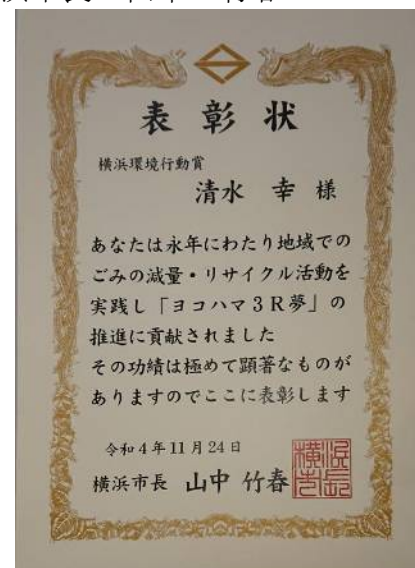 表彰状
横浜環境行動賞
清水 幸 様
あなたは永年にわたり地域での
ごみの減量・リサイクル活動を
実践し「ヨコハマ3R夢」の
推進に貢献されました
その功績は極めて顕著なものが
ありますのでここに表彰します
令和4年11月24日
横浜市長 山中 竹春